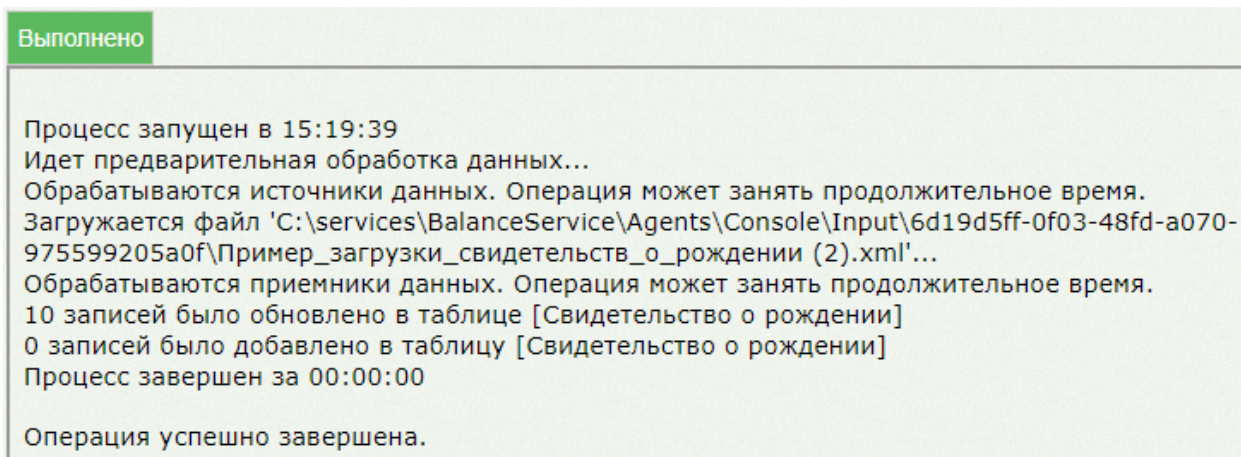 Выполнено
Процесс запущен в 15:19:39
Идет предварительная обработка данных...
Обрабатываются источники данных. Операция может занять продолжительное время.
Загружается файл 'C:\services\BalanceService\Agents\Console\Input\6d19d5ff-0f03-48fd-a070-
975599205a0f\Пример_загрузки_свидетельств_о_рождении (2).xml'...
Обрабатываются приемники данных. Операция может занять продолжительное время.
10 записей было обновлено в таблице [Свидетельство о рождении]
0 записей было добавлено в таблицу [Свидетельство о рождении]
Процесс завершен за 00:00:00
Операция успешно завершена.